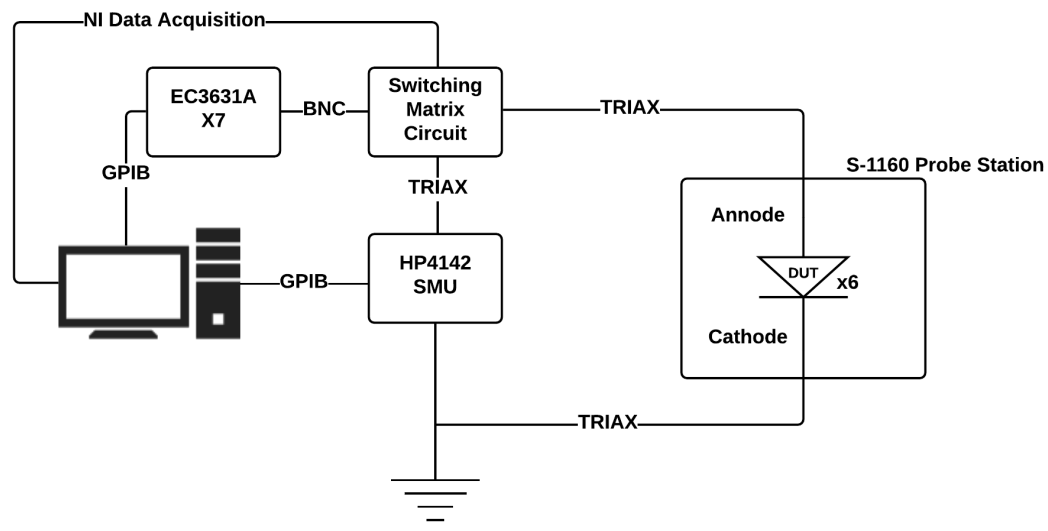 NI Data Acquisition
EC3631A
X7
BNC
Switching
Matrix
Circuit
TRIAX
S-1160 Probe Station
GPIB
TRIAX
Annode
HP4142
SMU
GPIB
DUT
x6
Cathode
TRIAX